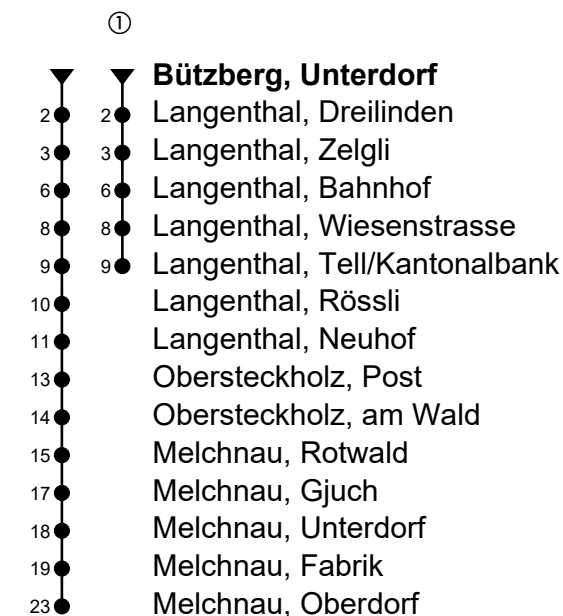 ①
Bützberg, Unterdorf
2 2 Langenthal, Dreilinden
3 3 Langenthal, Zelgli
6 6 Langenthal, Bahnhof
8 8 Langenthal, Wiesenstrasse
9 9 Langenthal, Tell/Kantonalbank
10 Langenthal, Rössli
11 Langenthal, Neuhof
13 Obersteckholz, Post
14 Obersteckholz, am Wald
15 Melchnau, Rotwald
17 Melchnau, Gjuch
18 Melchnau, Unterdorf
19 Melchnau, Fabrik
23 Melchnau, Oberdorf